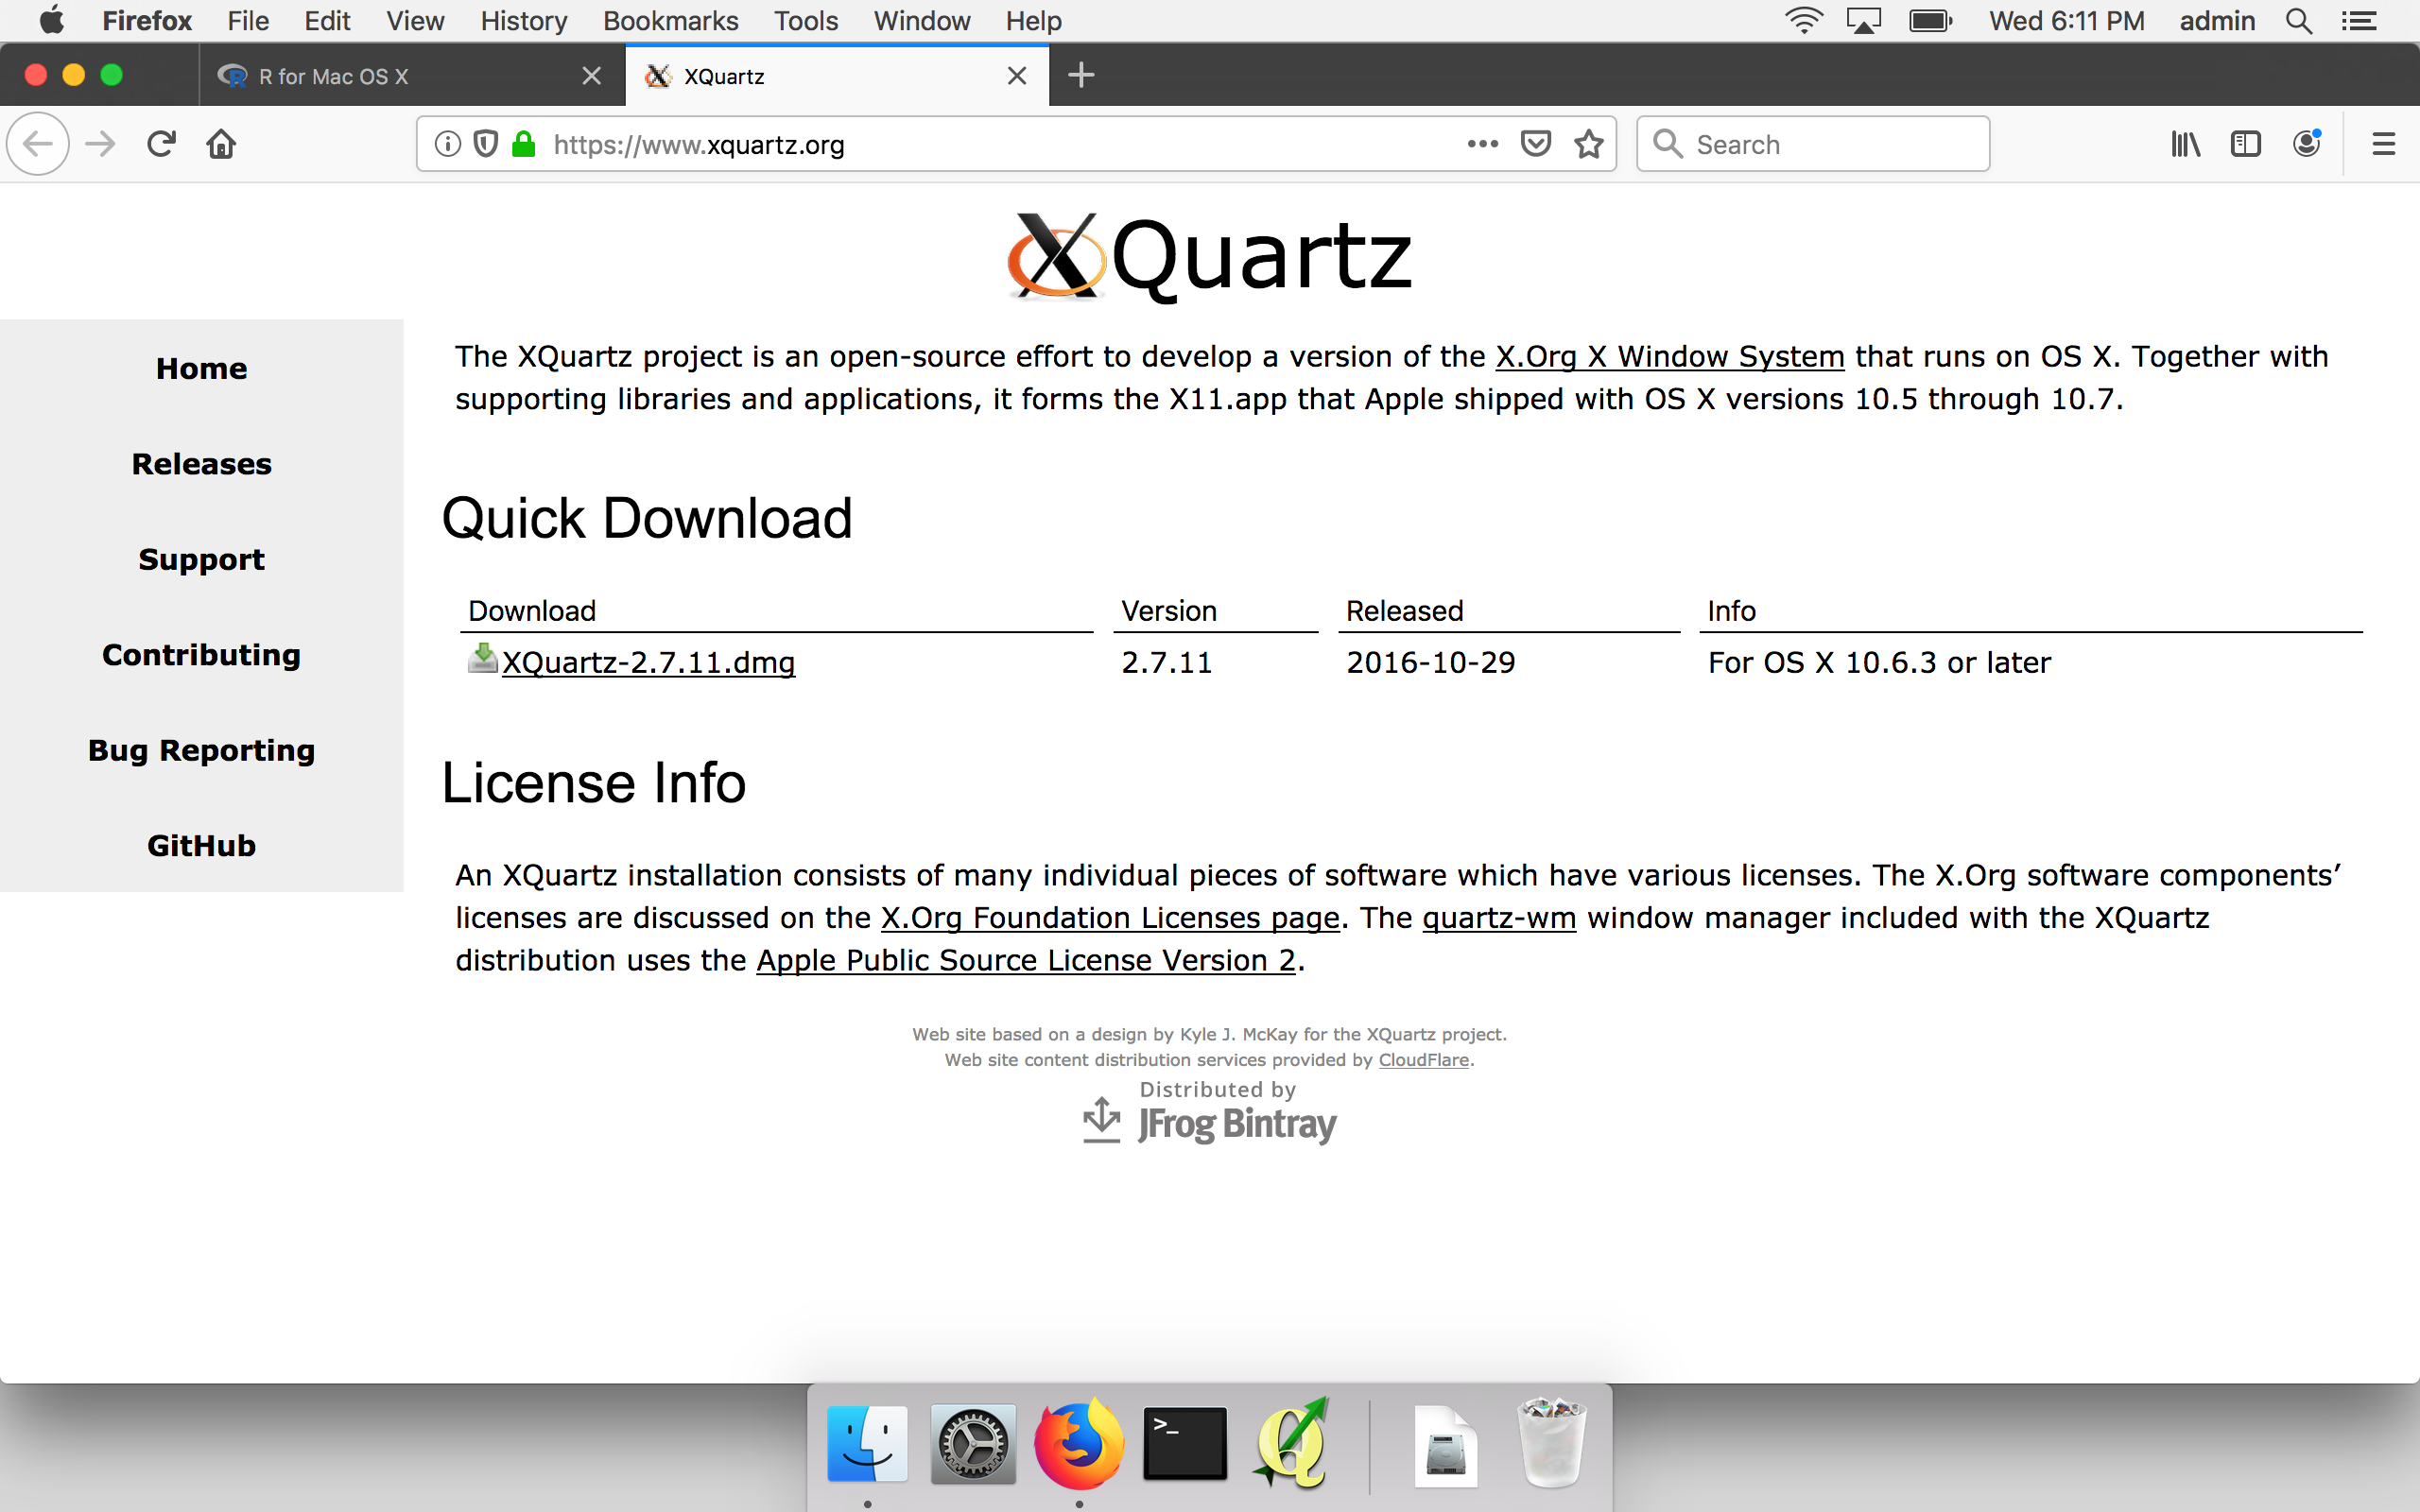 Firefox File Edit View History Bookmarks Tools Window Help Wed 6:11 PM admin
R for Mac OS X XQuartz
https://www.xquartz.org Search
XQuartz
Home
Releases
Support
Contributing
Bug Reporting
GitHub
The XQuartz project is an open-source effort to develop a version of the X.Org X Window System that runs on OS X. Together with
supporting libraries and applications, it forms the X11.app that Apple shipped with OS X versions 10.5 through 10.7.
Quick Download
Download Version Released Info
XQuartz-2.7.11.dmg 2.7.11 2016-10-29 For OS X 10.6.3 or later
License Info
An XQuartz installation consists of many individual pieces of software which have various licenses. The X.Org software components’
licenses are discussed on the X.Org Foundation Licenses page. The quartz-wm window manager included with the XQuartz
distribution uses the Apple Public Source License Version 2.
Web site based on a design by Kyle J. McKay for the XQuartz project.
Web site content distribution services provided by CloudFlare.
Distributed by
JFrog Bintray